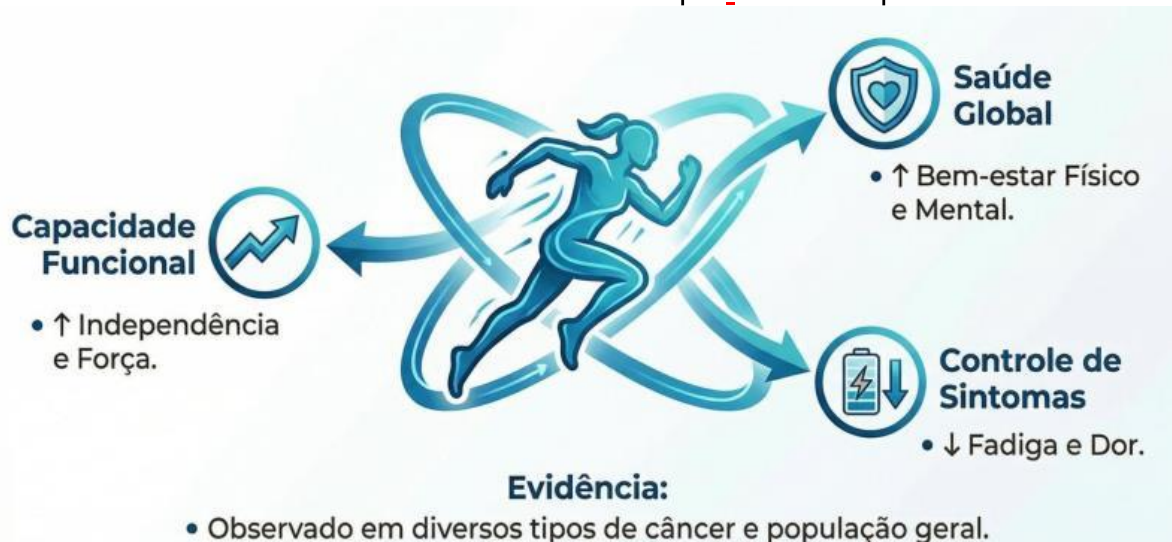 Capacidade
Funcional
• ↑ Independência
e Força.
Saúde
Global
• ↑ Bem-estar Físico
e Mental.
Controle de
Sintomas
• ↓ Fadiga e Dor.
Evidência:
• Observado em diversos tipos de câncer e população geral.